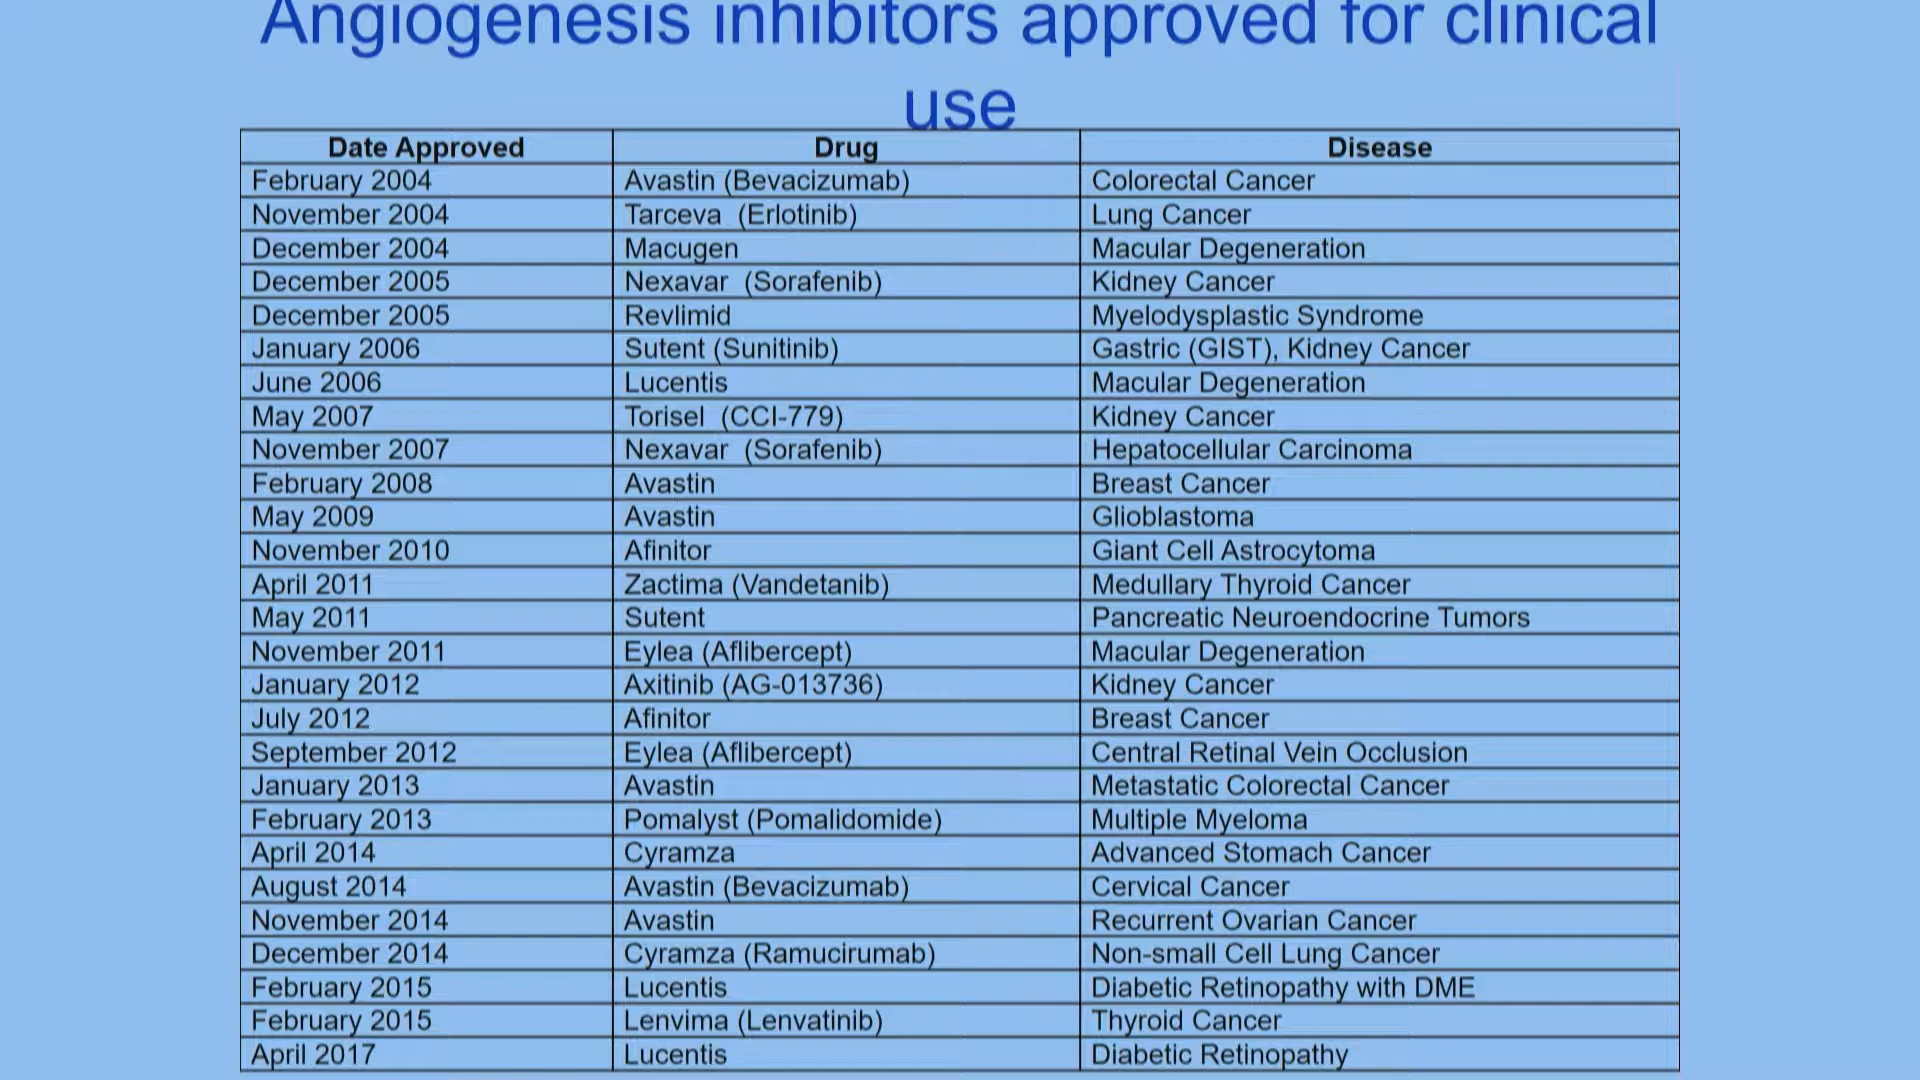 Angiogenesis inhibitors approved for clinical
use
Date Approved Drug Disease
February 2004 Avastin (Bevacizumab) Colorectal Cancer
November 2004 Tarceva (Erlotinib) Lung Cancer
December 2004 Macugen Macular Degeneration
December 2005 Nexavar (Sorafenib) Kidney Cancer
December 2005 Revlimid Myelodysplastic Syndrome
January 2006 Sutent (Sunitinib) Gastric (GIST), Kidney Cancer
June 2006 Lucentis Macular Degeneration
May 2007 Torisel (CCI-779) Kidney Cancer
November 2007 Nexavar (Sorafenib) Hepatocellular Carcinoma
February 2008 Avastin Breast Cancer
May 2009 Avastin Glioblastoma
November 2010 Afinitor Giant Cell Astrocytoma
April 2011 Zactima (Vandetanib) Medullary Thyroid Cancer
May 2011 Sutent Pancreatic Neuroendocrine Tumors
November 2011 Eylea (Aflibercept) Macular Degeneration
January 2012 Axitinib (AG-013736) Kidney Cancer
July 2012 Afinitor Breast Cancer
September 2012 Eylea (Aflibercept) Central Retinal Vein Occlusion
January 2013 Avastin Metastatic Colorectal Cancer
February 2013 Pomalyst (Pomalidomide) Multiple Myeloma
April 2014 Cyramza Advanced Stomach Cancer
August 2014 Avastin (Bevacizumab) Cervical Cancer
November 2014 Avastin Recurrent Ovarian Cancer
December 2014 Cyramza (Ramucirumab) Non-small Cell Lung Cancer
February 2015 Lucentis Diabetic Retinopathy with DME
February 2015 Lenvima (Lenvatinib) Thyroid Cancer
April 2017 Lucentis Diabetic Retinopathy